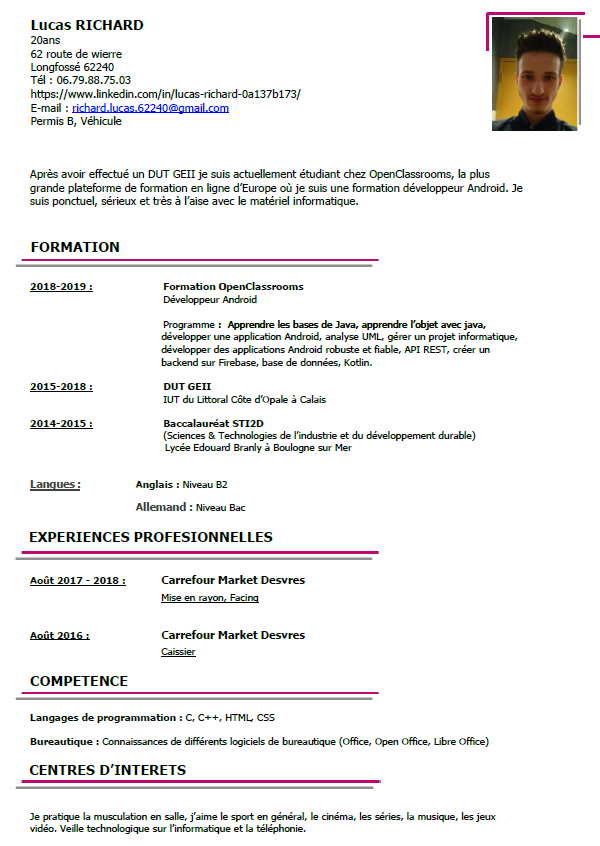 Lucas RICHARD
20ans
62 route de wierre
Longfossé 62240
Tél : 06.79.88.75.03
https://www.linkedin.com/in/lucas-richard-0a137b173/
E-mail : richard.lucas.62240@gmail.com
Permis B, Véhicule
Après avoir effectué un DUT GEII je suis actuellement étudiant chez OpenClassrooms, la plus
grande plateforme de formation en ligne d'Europe où je suis une formation développeur Android. Je
suis ponctuel, sérieux et très à l'aise avec le matériel informatique.
FORMATION
2018-2019 : Formation OpenClassrooms
Développeur Android
Programme : Apprendre les bases de Java, apprendre l'objet avec java,
développer une application Android, analyse UML, gérer un projet informatique,
développer des applications Android robuste et fiable, API REST, créer un
backend sur Firebase, base de données, Kotlin.
2015-2018 : DUT GEII
IUT du Littoral Côte d'Opale à Calais
2014-2015 : Baccalauréat STI2D
(Sciences & Technologies de l'industrie et du développement durable)
Lycée Edouard Branly à Boulogne sur Mer
Langues : Anglais : Niveau B2
Allemand : Niveau Bac
EXPERIENCES PROFESIONNELLES
Août 2017 - 2018 : Carrefour Market Desvres
Mise en rayon, Facing
Août 2016 : Carrefour Market Desvres
Caissier
COMPETENCE
Langages de programmation : C, C++, HTML, CSS
Bureautique : Connaissances de différents logiciels de bureautique (Office, Open Office, Libre Office)
CENTRES D'INTERETS
Je pratique la musculation en salle, j'aime le sport en général, le cinéma, les séries, la musique, les jeux
vidéo. Veille technologique sur l'informatique et la téléphonie.